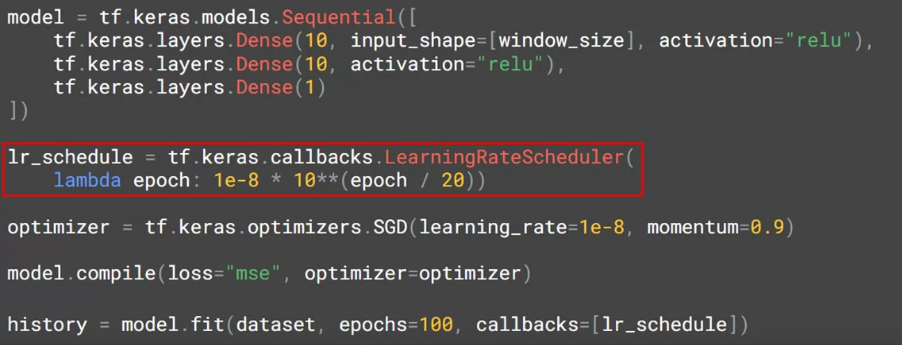 model = tf.keras.models.Sequential([
    tf.keras.layers.Dense(10, input_shape=[window_size], activation="relu"),
    tf.keras.layers.Dense(10, activation="relu"),
    tf.keras.layers.Dense(1)
])
lr_schedule = tf.keras.callbacks.LearningRateScheduler(
    lambda epoch: 1e-8 * 10**(epoch / 20))
optimizer = tf.keras.optimizers.SGD(learning_rate=1e-8, momentum=0.9)
model.compile(loss="mse", optimizer=optimizer)
history = model.fit(dataset, epochs=100, callbacks=[lr_schedule])